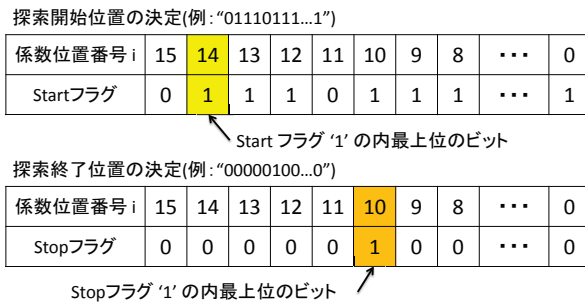 探索開始位置の決定(例:“01110111…1”)
係数位置番号 i 15 14 13 12 11 10 9 8 ・・・ 0
Startフラグ 0 1 1 1 0 1 1 1 ・・・ 1
Start フラグ ‘1’ の内最上位のビット
探索終了位置の決定(例:“00000100…0”)
係数位置番号 i 15 14 13 12 11 10 9 8 ・・・ 0
Stopフラグ 0 0 0 0 0 1 0 0 ・・・ 0
Stopフラグ ‘1’ の内最上位のビット